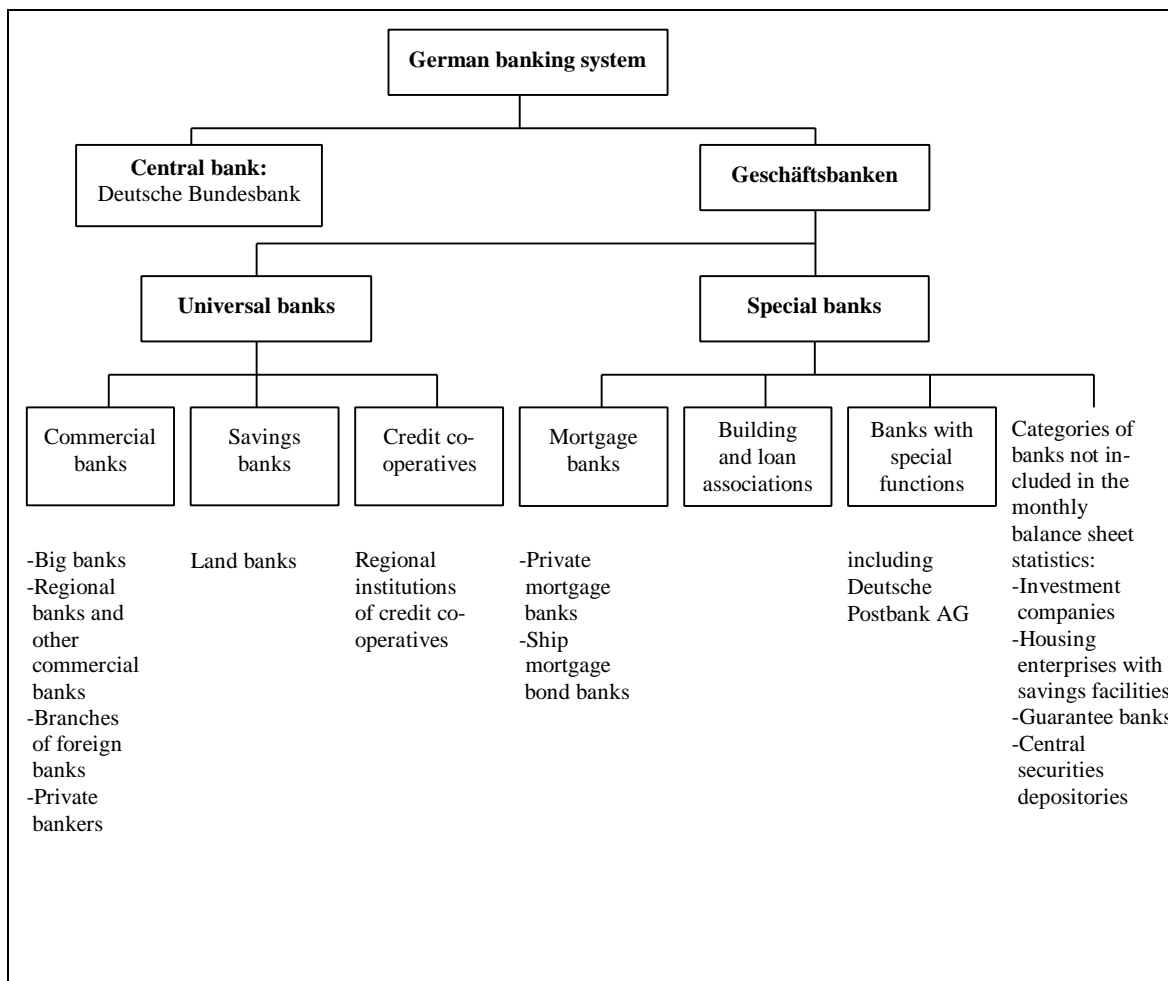 German banking system
Central bank:
Deutsche Bundesbank
Geschäftsbanken
Universal banks
Special banks
Commercial
banks
Savings
banks
Credit co-
operatives
Mortgage
banks
Building
and loan
associations
Banks with
special
functions
Categories of
banks not in-
cluded in the
monthly
balance sheet
statistics:
-Investment
companies
-Housing
enterprises with
savings facilities
-Guarantee banks
-Central
securities
depositories
-Big banks
-Regional
banks and
other
commercial
banks
-Branches
of foreign
banks
-Private
bankers
Land banks
Regional
institutions
of credit co-
operatives
-Private
mortgage
banks
-Ship
mortgage
bond banks
including
Deutsche
Postbank AG